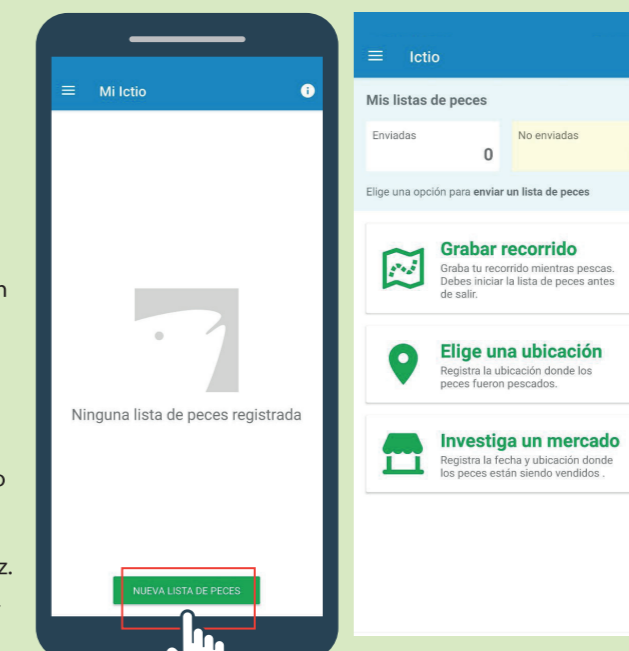 Mi Ictio
Ninguna lista de peces registrada
NUEVA LISTA DE PECES
Ictio
Mis listas de peces
Enviadas
0
No enviadas
Elige una opción para enviar un lista de peces
Grabar recorrido
Graba tu recorrido mientras pescas.
Debes iniciar la lista de peces antes
de salir.
Elige una ubicación
Registra la ubicación donde los
peces fueron pescados.
Investiga un mercado
Registra la fecha y ubicación donde
los peces están siendo vendidos .